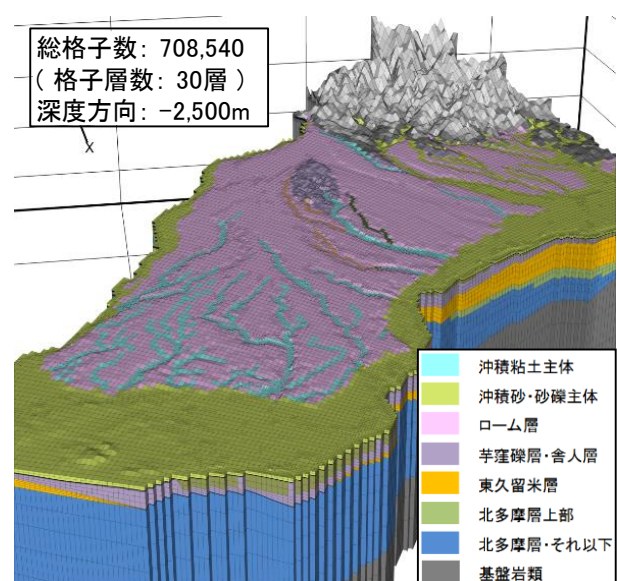 総格子数: 708,540
( 格子層数: 30層 )
深度方向: -2,500m
X
沖積粘土主体
沖積砂・砂礫主体
ローム層
芋窪礫層・舎人層
東久留米層
北多摩層上部
北多摩層・それ以下
基盤岩類